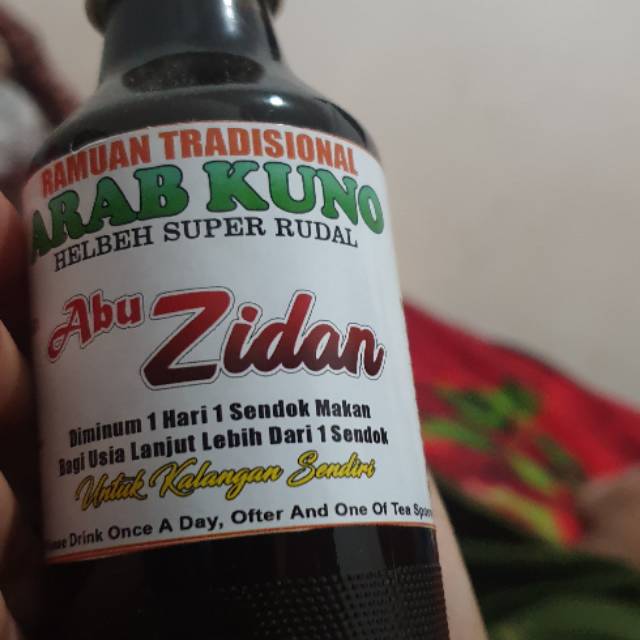 RAMUAN TRADISIONAL
ARAB KUNO
HELBEH SUPER RUDAL
Abu Zidan
Diminum 1 Hari 1 Sendok Makan
Bagi Usia Lanjut Lebih Dari 1 Sendok
Untuk Kalangan Sendiri
Drink Once A Day, Ofter And One Of Tea